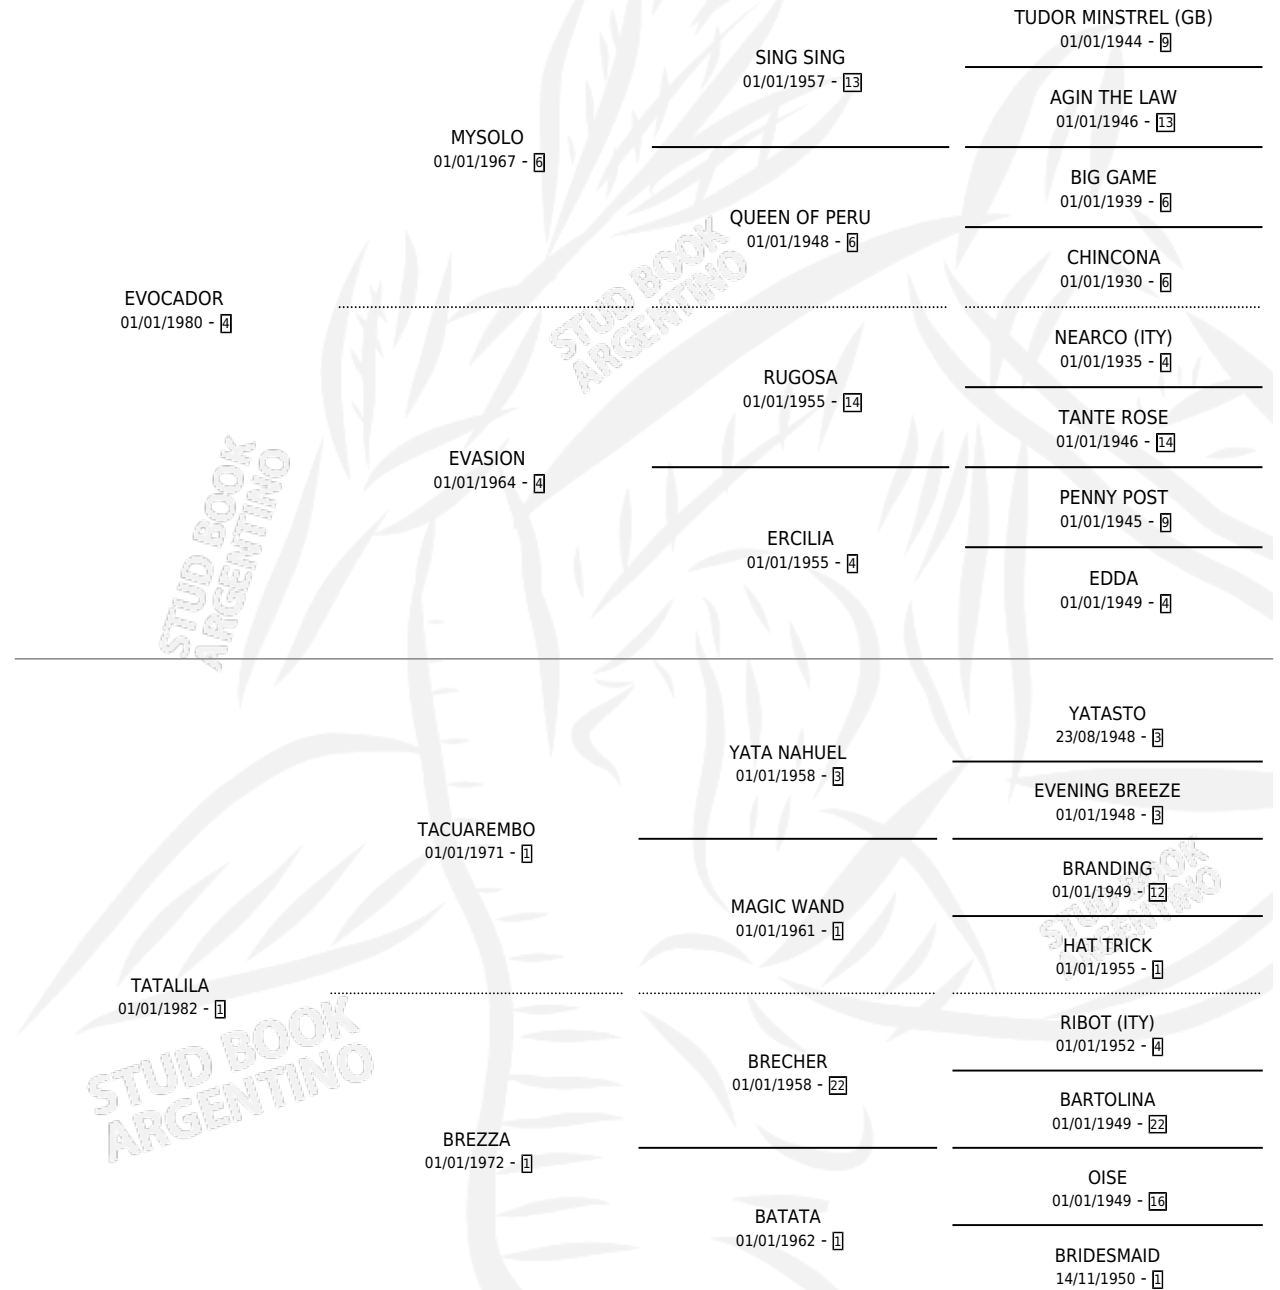 TUDOR MINSTREL (GB)
01/01/1944 - 9
SING SING
01/01/1957 - 13
AGIN THE LAW
01/01/1946 - 13
MYSOLO
01/01/1967 - 6
BIG GAME
01/01/1939 - 6
QUEEN OF PERU
01/01/1948 - 6
CHINCONA
01/01/1930 - 6
EVOCADOR
01/01/1980 - 4
NEARCO (ITY)
01/01/1935 - 4
RUGOSA
01/01/1955 - 14
TANTE ROSE
01/01/1946 - 14
EVASION
01/01/1964 - 4
PENNY POST
01/01/1945 - 9
ERCILIA
01/01/1955 - 4
EDDA
01/01/1949 - 4
YATASTO
23/08/1948 - 3
YATA NAHUEL
01/01/1958 - 3
EVENING BREEZE
01/01/1948 - 3
TACUAREMBO
01/01/1971 - 1
BRANDING
01/01/1949 - 12
MAGIC WAND
01/01/1961 - 1
HAT TRICK
01/01/1955 - 1
TATALILA
01/01/1982 - 1
RIBOT (ITY)
01/01/1952 - 4
BRECHER
01/01/1958 - 22
BARTOLINA
01/01/1949 - 22
BREZZA
01/01/1972 - 1
OISE
01/01/1949 - 16
BATATA
01/01/1962 - 1
BRIDESMAID
14/11/1950 - 1
STUD BOOK
ARGENTINO
STUD BOOK
ARGENTINO
STUD BOOK
ARGENTINO
STUD BOOK
ARGENTINO